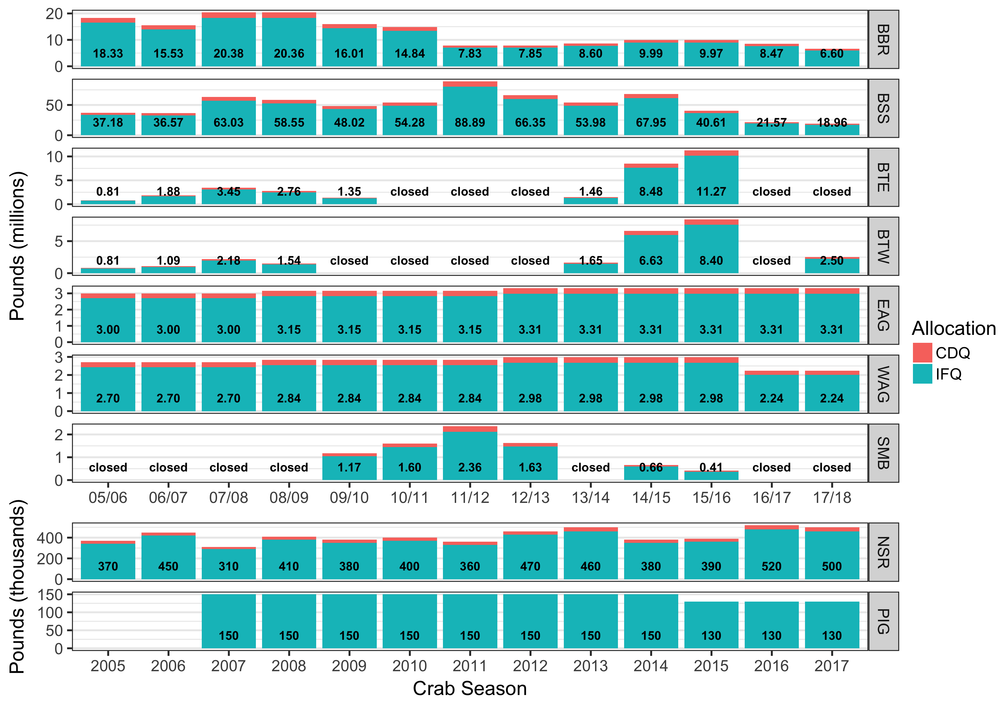 Pounds (millions)
20
10
0
18.33 15.53 20.38 20.36 16.01 14.84 7.83 7.85 8.60 9.99 9.97 8.47 6.60
BBR
50
0
37.18 36.57 63.03 58.55 48.02 54.28 88.89 66.35 53.98 67.95 40.61 21.57 18.96
BSS
10
5
0
0.81 1.88 3.45 2.76 1.35 closed closed closed 1.46 8.48 11.27 closed closed
BTE
5
0
0.81 1.09 2.18 1.54 closed closed closed closed 1.65 6.63 8.40 closed 2.50
BTW
3
2
1
0
3.00 3.00 3.00 3.15 3.15 3.15 3.15 3.31 3.31 3.31 3.31 3.31 3.31
EAG
3
2
1
0
2.70 2.70 2.70 2.84 2.84 2.84 2.84 2.98 2.98 2.98 2.98 2.24 2.24
WAG
2
1
0
closed closed closed closed 1.17 1.60 2.36 1.63 closed 0.66 0.41 closed closed
SMB
05/06 06/07 07/08 08/09 09/10 10/11 11/12 12/13 13/14 14/15 15/16 16/17 17/18
Pounds (thousands)
400
200
0
370 450 310 410 380 400 360 470 460 380 390 520 500
NSR
150
100
50
0
150 150 150 150 150 150 150 150 130 130 130
PIG
2005 2006 2007 2008 2009 2010 2011 2012 2013 2014 2015 2016 2017
Crab Season
Allocation
CDQ
IFQ